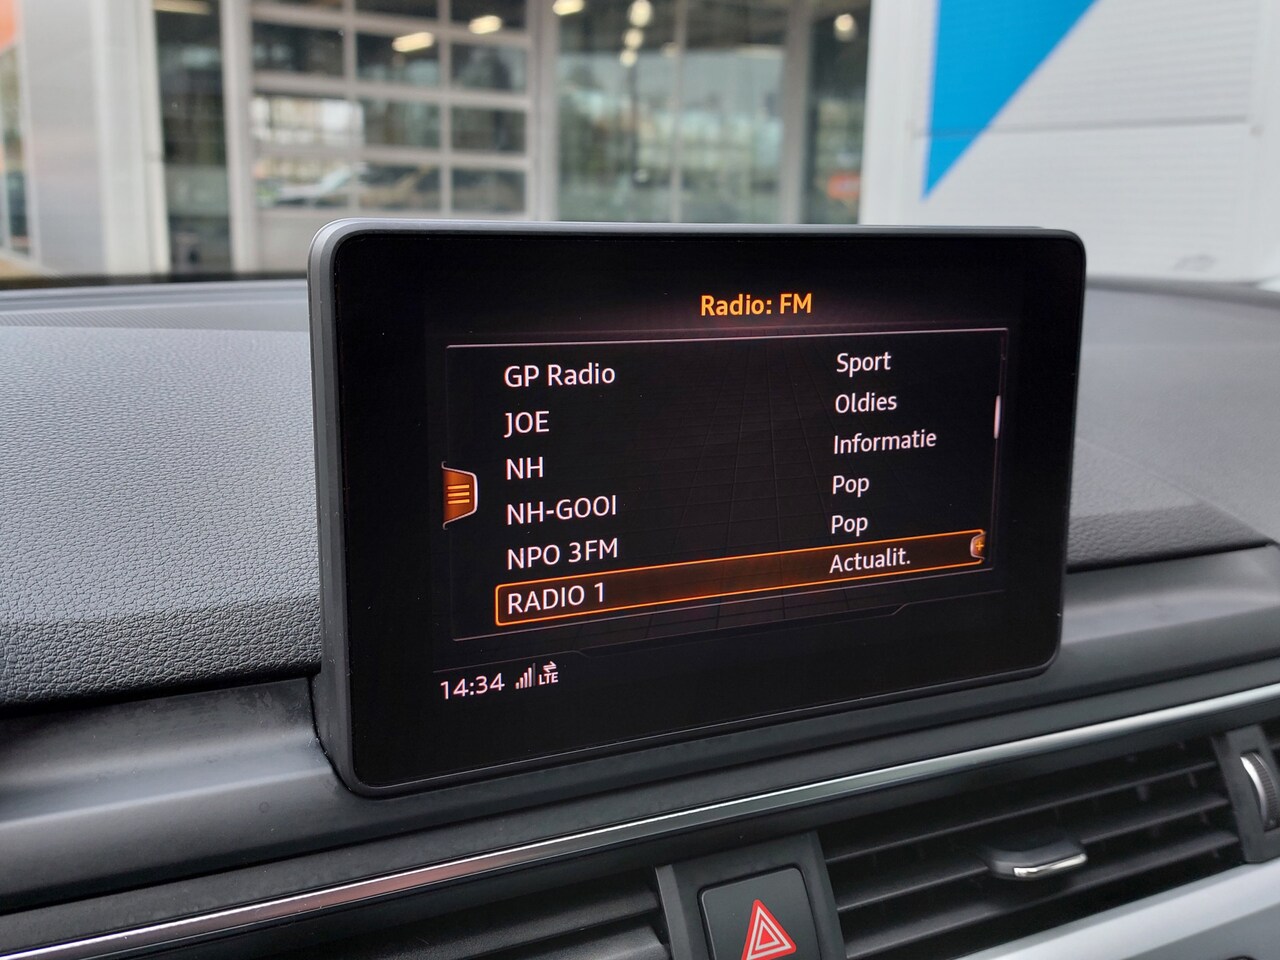 Radio: FM
GP Radio Sport
JOE Oldies
NH Informatie
NH-GOOI Pop
NPO 3FM Pop
RADIO 1 Actualit.
14:34 LTE